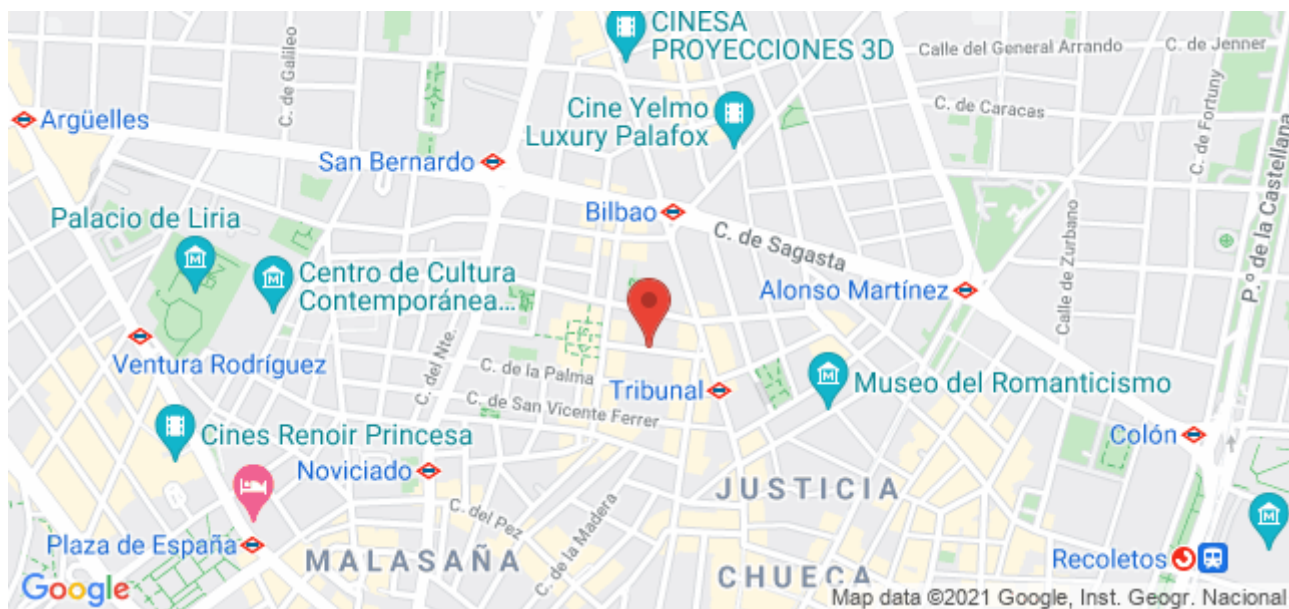 CINESA
PROYECCIONES 3D
Calle del General Arrando
C. de Jenner
C. de Galileo
Cine Yelmo
Luxury Palafox
C. de Caracas
C. de Fortuny
Argüelles
San Bernardo
Bilbao
C. de Sagasta
Palacio de Liria
Centro de Cultura
Contemporánea...
Alonso Martínez
Calle de Zurbano
P.º de la Castellana
Ventura Rodríguez
C. del Nte.
C. de la Palma
Tribunal
Museo del Romanticismo
C. de San Vicente Ferrer
Cines Renoir Princesa
Colón
Noviciado
JUSTICIA
C. del Pez
C. de la Madera
Plaza de España
MALASAÑA
Recoletos
CHUECA
Google
Map data ©2021 Google, Inst. Geogr. Nacional